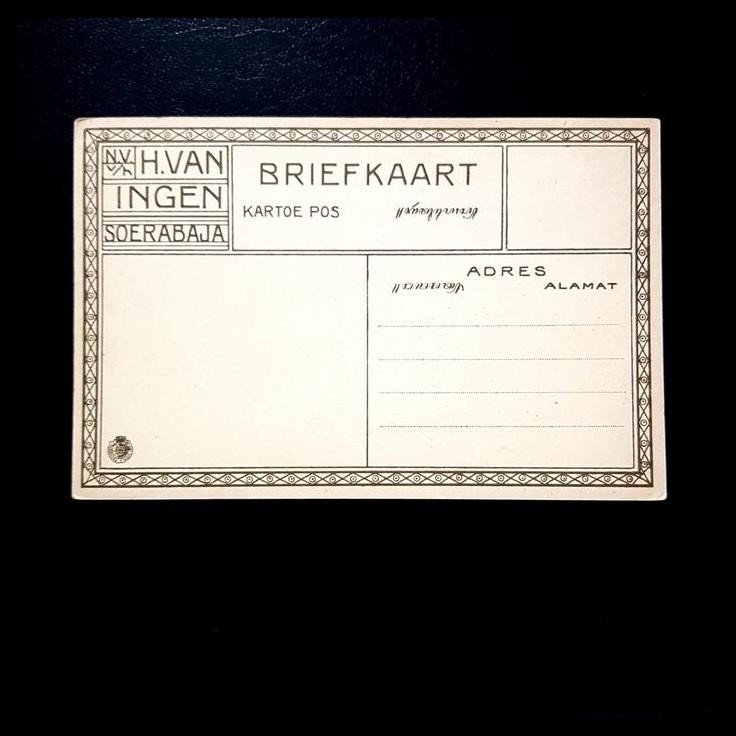 N.V. v/h H. VAN
INGEN
SOERABAJA
BRIEFKAART
KARTOE POS
ADRES
ALAMAT